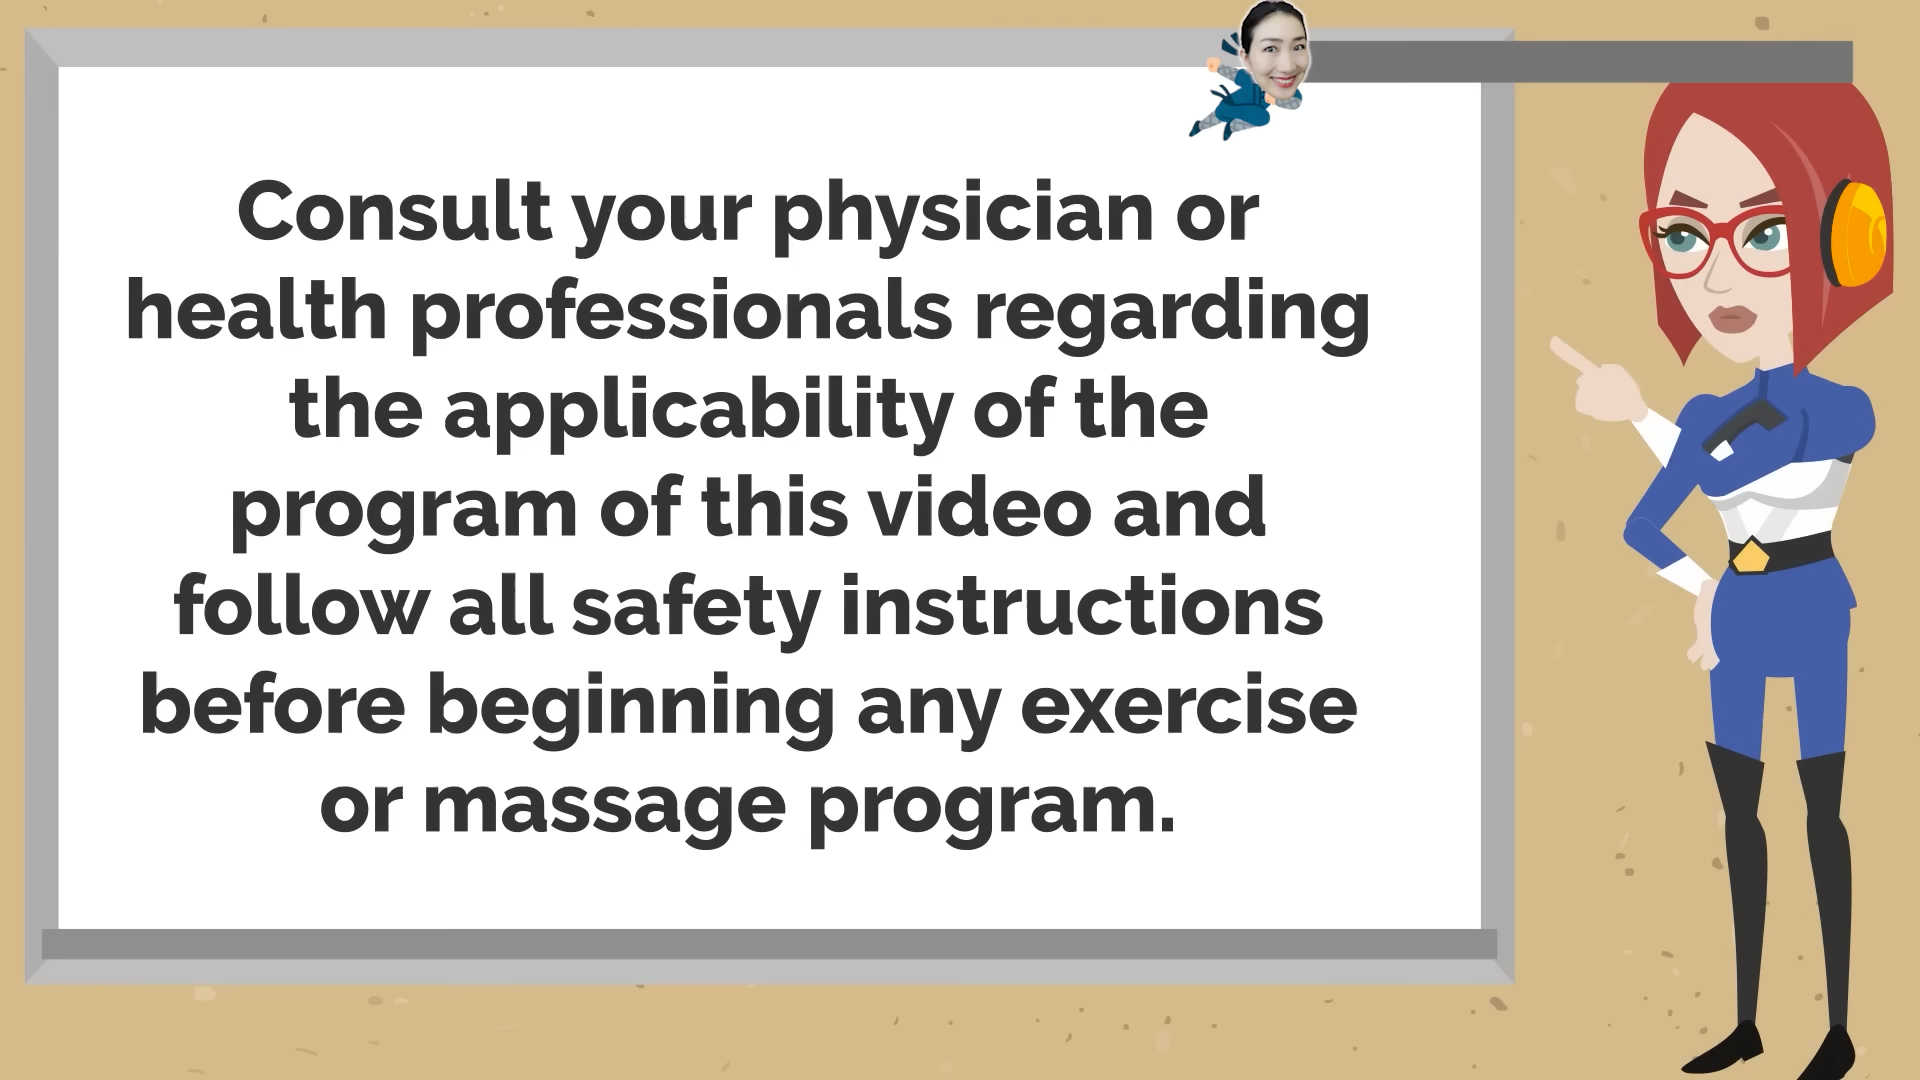 Consult your physician or
health professionals regarding
the applicability of the
program of this video and
follow all safety instructions
before beginning any exercise
or massage program.